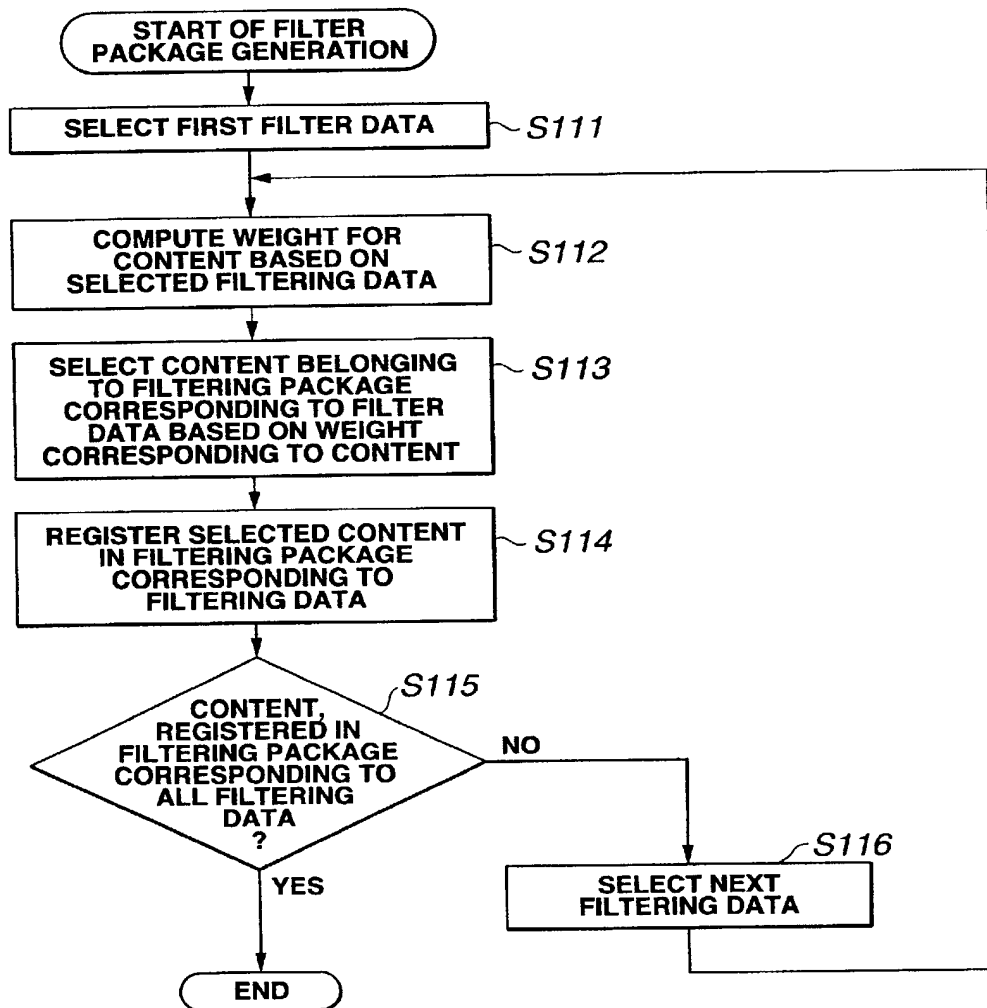 START OF FILTER
PACKAGE GENERATION
SELECT FIRST FILTER DATA
S111
COMPUTE WEIGHT FOR
CONTENT BASED ON
SELECTED FILTERING DATA
S112
SELECT CONTENT BELONGING
TO FILTERING PACKAGE
CORRESPONDING TO FILTER
DATA BASED ON WEIGHT
CORRESPONDING TO CONTENT
S113
REGISTER SELECTED CONTENT
IN FILTERING PACKAGE
CORRESPONDING TO
FILTERING DATA
S114
S115
CONTENT,
REGISTERED IN
FILTERING PACKAGE
CORRESPONDING TO
ALL FILTERING
DATA
?
NO
YES
S116
SELECT NEXT
FILTERING DATA
END